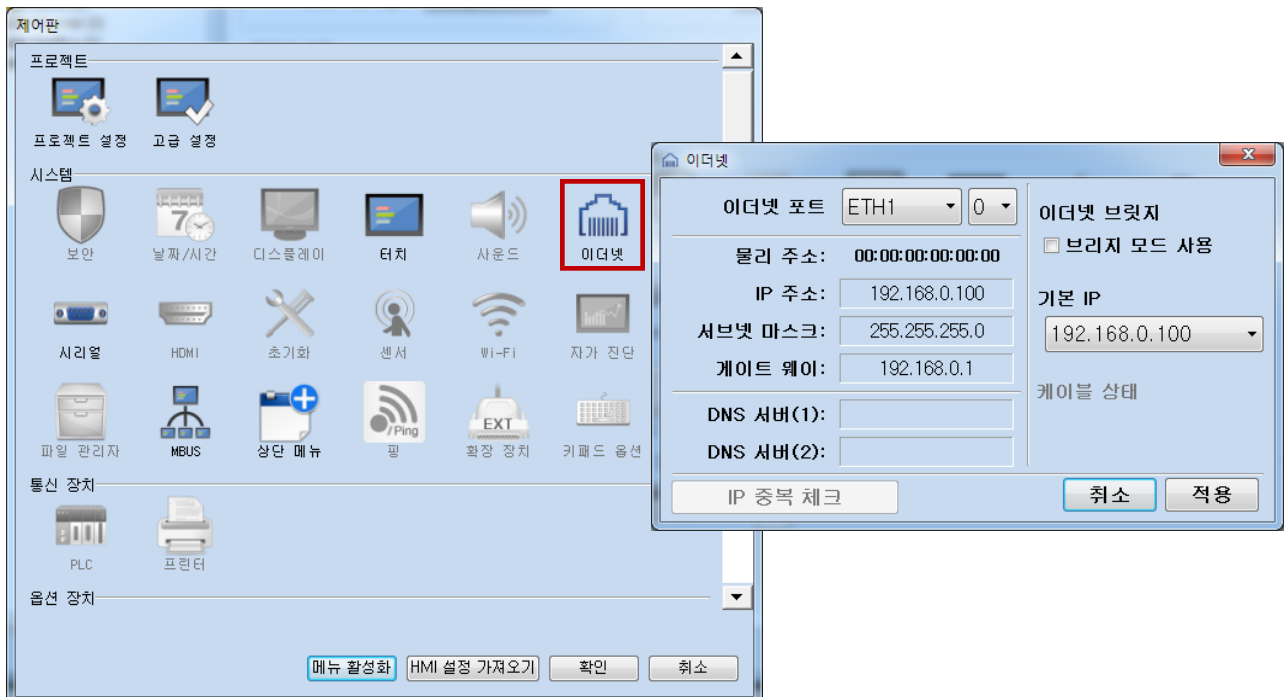 제어판
프로젝트
프로젝트 설정 고급 설정
시스템
보안 날짜/시간 디스플레이 터치 사운드 이더넷
7
시리얼 HDMI 초기화 센서 Wi-Fi 자가 진단
/Ping
EXT
파일 관리자 MBUS 상단 메뉴 핑 확장 장치 키패드 옵션
통신 장치
PLC 프린터
옵션 장치
메뉴 활성화 HMI 설정 가져오기 확인 취소
이더넷
x
이더넷 포트 ETH1 0
물리 주소: 00:00:00:00:00:00
IP 주소: 192.168.0.100
서브넷 마스크: 255.255.255.0
게이트 웨이: 192.168.0.1
DNS 서버(1):
DNS 서버(2):
IP 중복 체크
이더넷 브릿지
브리지 모드 사용
기본 IP
192.168.0.100
케이블 상태
취소 적용